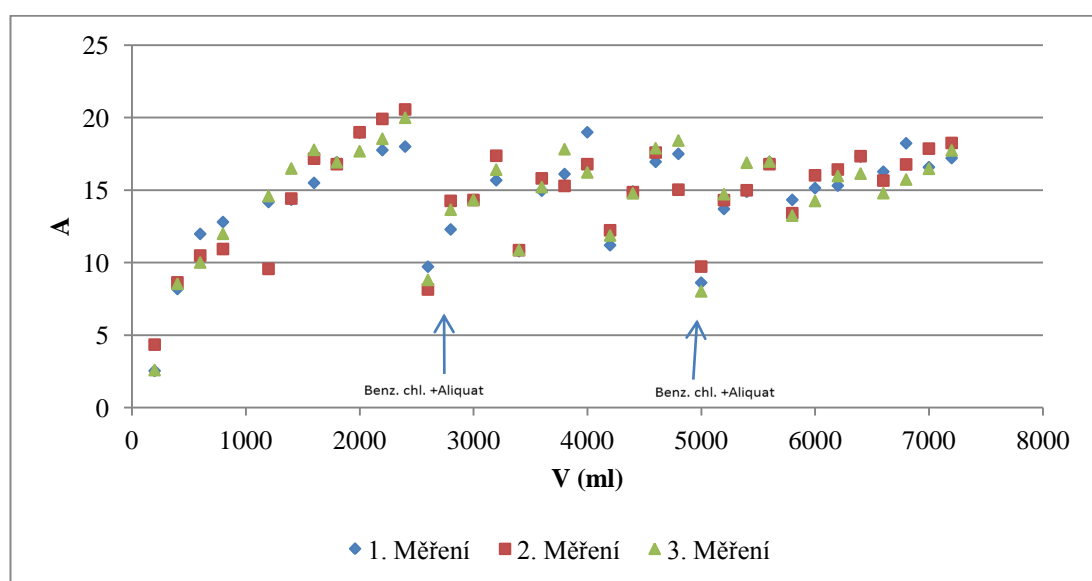 25
20
15
10
5
0
A
Benz. chl. +Aliquat
Benz. chl. +Aliquat
0 1000 2000 3000 4000 5000 6000 7000 8000
V (ml)
1. Měření 2. Měření 3. Měření